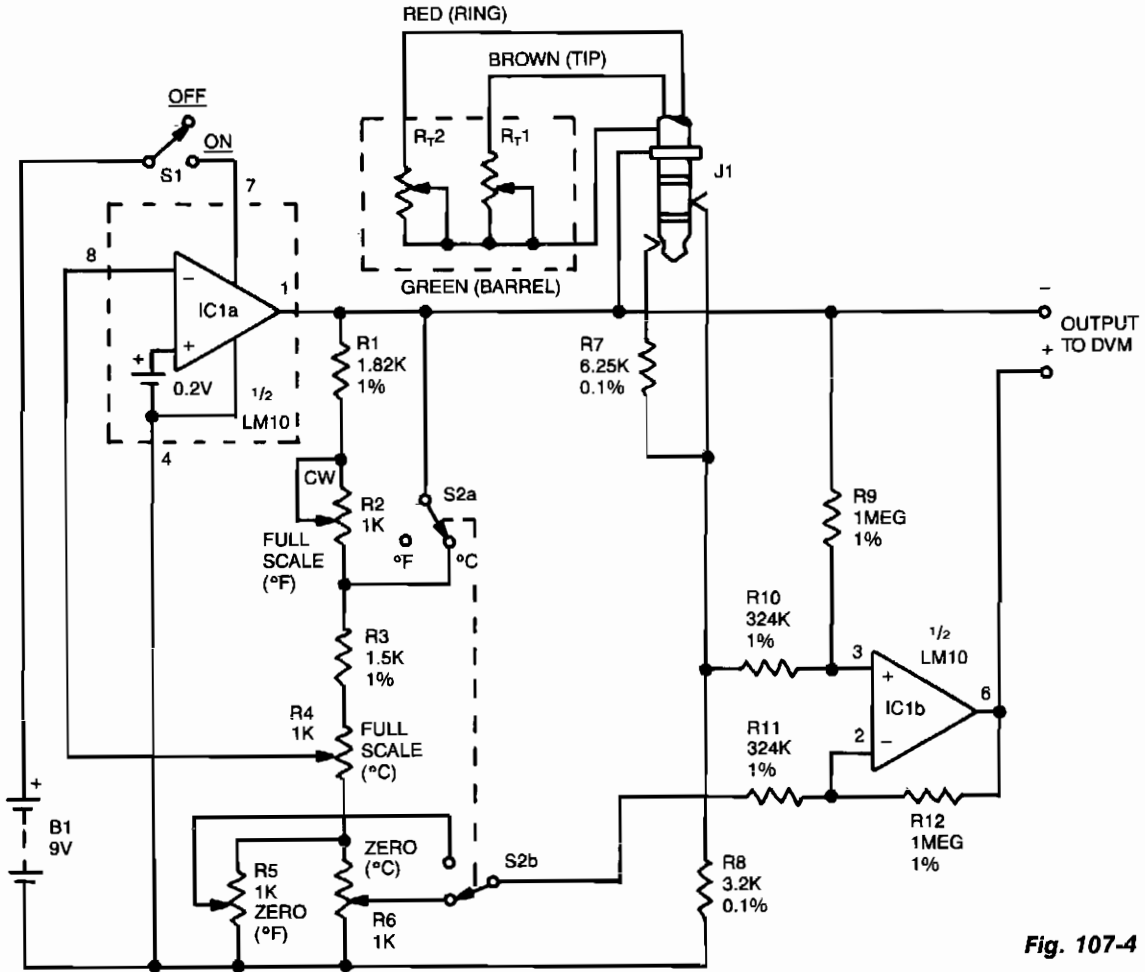 RED (RING)
BROWN (TIP)
OFF
ON
S1
7
RT2
RT1
J1
8
−
IC1a
+
1
+
0.2V
1/2
LM10
4
GREEN (BARREL)
−
OUTPUT
TO DVM
+
R1
1.82K
1%
R7
6.25K
0.1%
CW
R2
1K
FULL
SCALE
(°F)
S2a
°F
°C
R9
1MEG
1%
R3
1.5K
1%
R10
324K
1%
1/2
LM10
3
+
IC1b
6
2
−
R4
1K
FULL
SCALE
(°C)
R11
324K
1%
R12
1MEG
1%
+
B1
9V
ZERO
(°C)
S2b
R5
1K
ZERO
(°F)
R6
1K
R8
3.2K
0.1%
Fig. 107-4